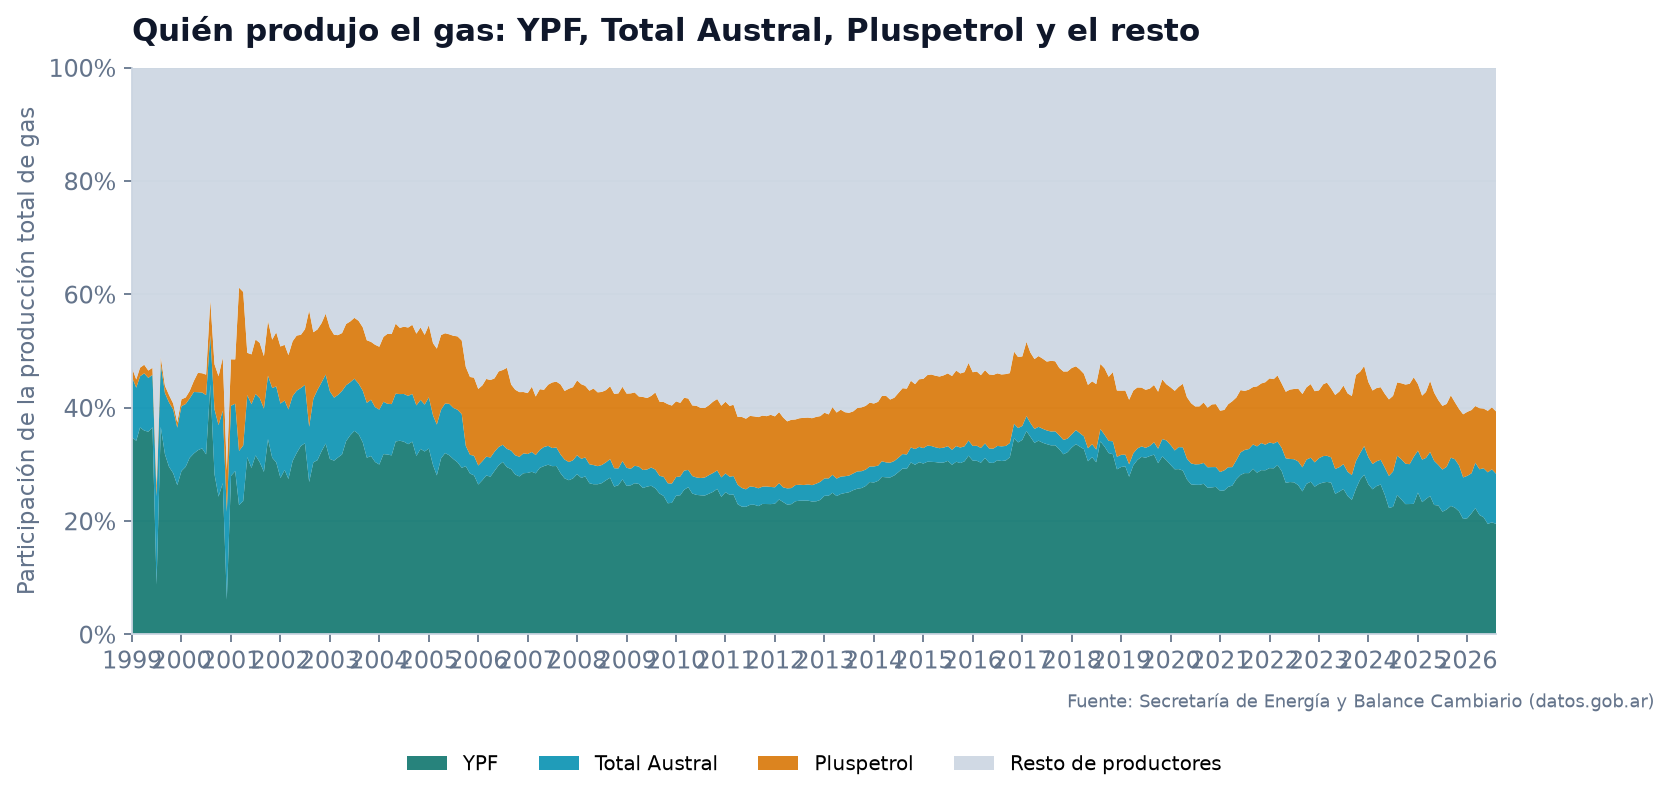 Quién produjo el gas: YPF, Total Austral, Pluspetrol y el resto
Participación de la producción total de gas
100%
80%
60%
40%
20%
0%
1999 2000 2001 2002 2003 2004 2005 2006 2007 2008 2009 2010 2011 2012 2013 2014 2015 2016 2017 2018 2019 2020 2021 2022 2023 2024 2025 2026
Fuente: Secretaría de Energía y Balance Cambiario (datos.gob.ar)
YPF Total Austral Pluspetrol Resto de productores